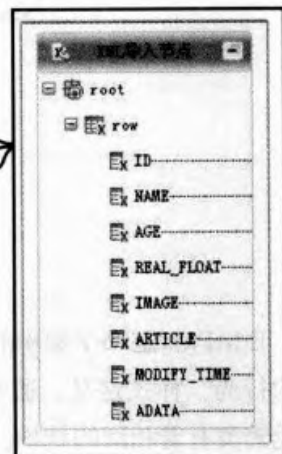 XML导入节点
root
row
ID
NAME
AGE
REAL_FLOAT
IMAGE
ARTICLE
MODIFY_TIME
ADATA